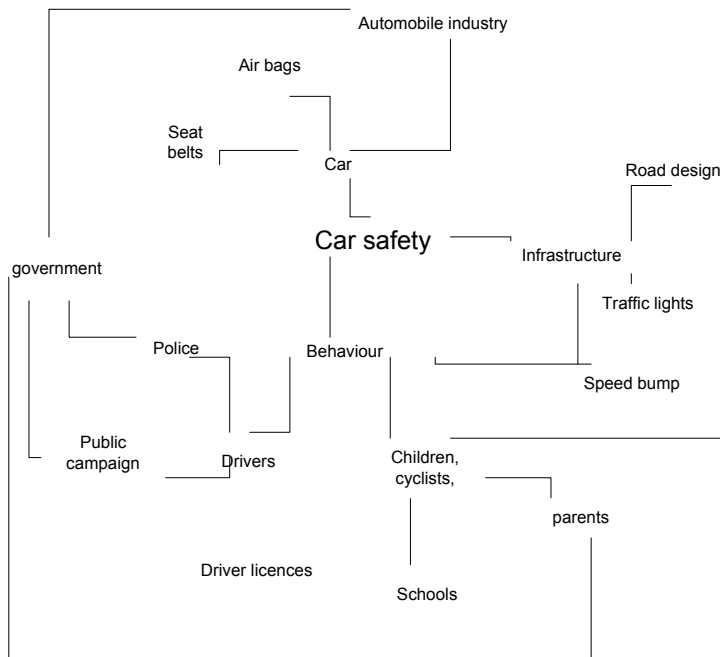 Automobile industry
Air bags
Seat
belts
Car
Road design
Car safety
Infrastructure
government
Traffic lights
Police
Behaviour
Speed bump
Public
campaign
Drivers
Children,
cyclists,
parents
Driver licences
Schools